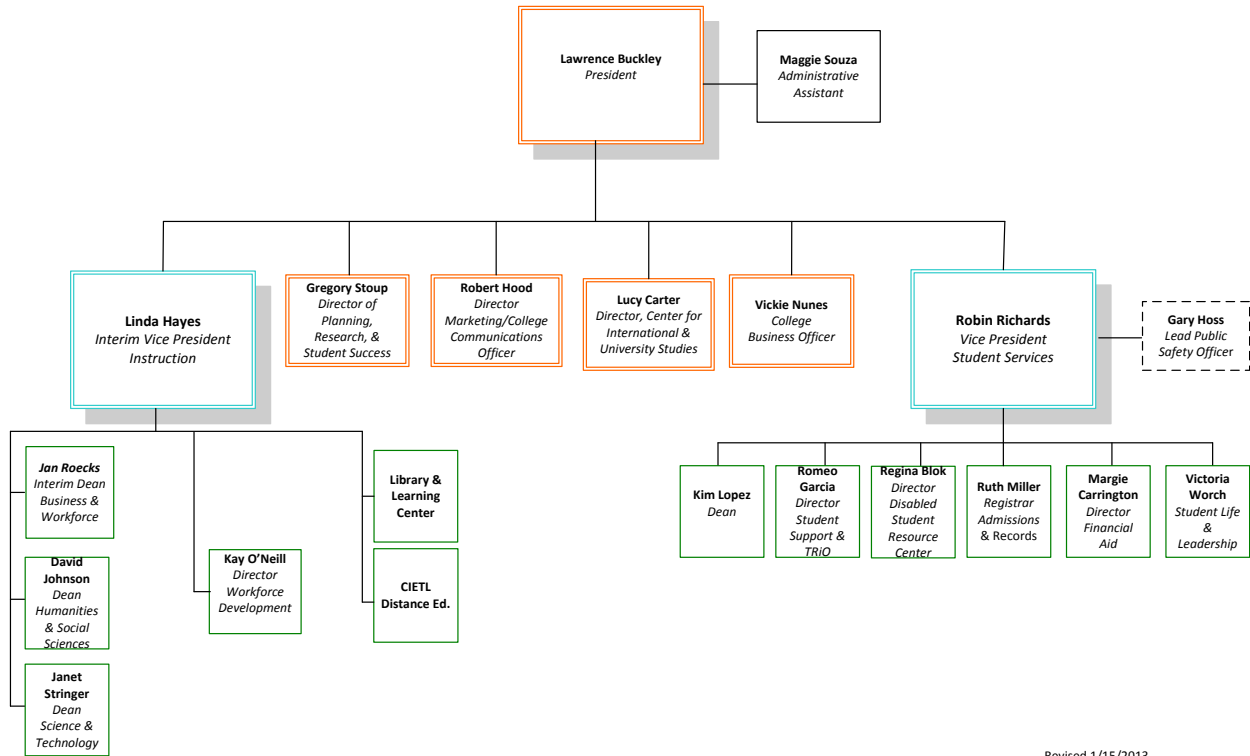 Lawrence Buckley
President
Maggie Souza
Administrative
Assistant
Linda Hayes
Interim Vice President
Instruction
Gregory Stoup
Director of
Planning,
Research, &
Student Success
Robert Hood
Director
Marketing/College
Communications
Officer
Lucy Carter
Director, Center for
International &
University Studies
Vickie Nunes
College
Business Officer
Robin Richards
Vice President
Student Services
Gary Hoss
Lead Public
Safety Officer
Jan Roecks
Interim Dean
Business &
Workforce
David
Johnson
Dean
Humanities
& Social
Sciences
Janet
Stringer
Dean
Science &
Technology
Kay O’Neill
Director
Workforce
Development
Library &
Learning
Center
CIETL
Distance Ed.
Kim Lopez
Dean
Romeo
Garcia
Director
Student
Support &
TRiO
Regina Blok
Director
Disabled
Student
Resource
Center
Ruth Miller
Registrar
Admissions
& Records
Margie
Carrington
Director
Financial
Aid
Victoria
Worch
Student Life
&
Leadership
Revised 1/15/2013